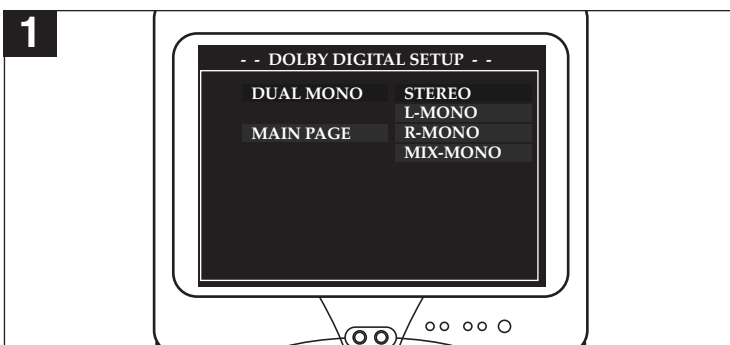 1
- - DOLBY DIGITAL SETUP - -
DUAL MONO STEREO
L-MONO
MAIN PAGE R-MONO
MIX-MONO